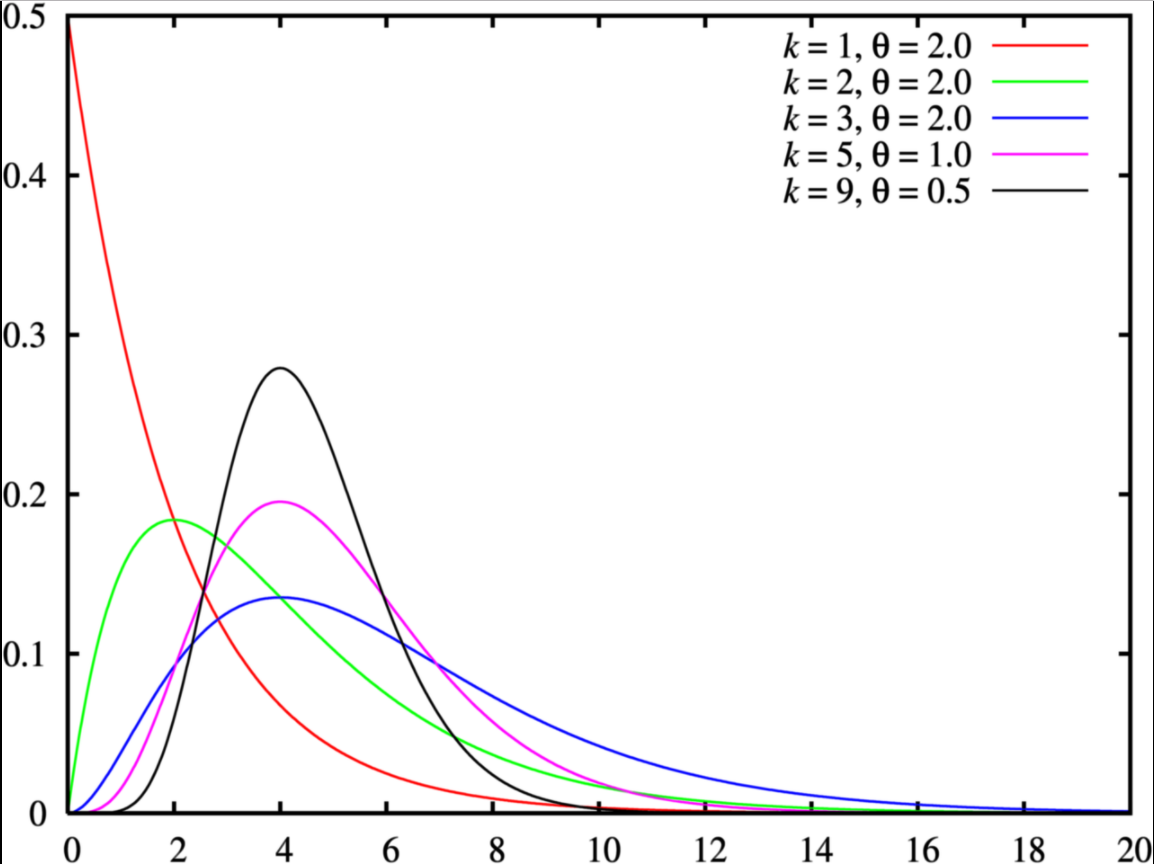 0.5
k = 1, θ = 2.0
k = 2, θ = 2.0
k = 3, θ = 2.0
k = 5, θ = 1.0
k = 9, θ = 0.5
0.4
0.3
0.2
0.1
0
0 2 4 6 8 10 12 14 16 18 20